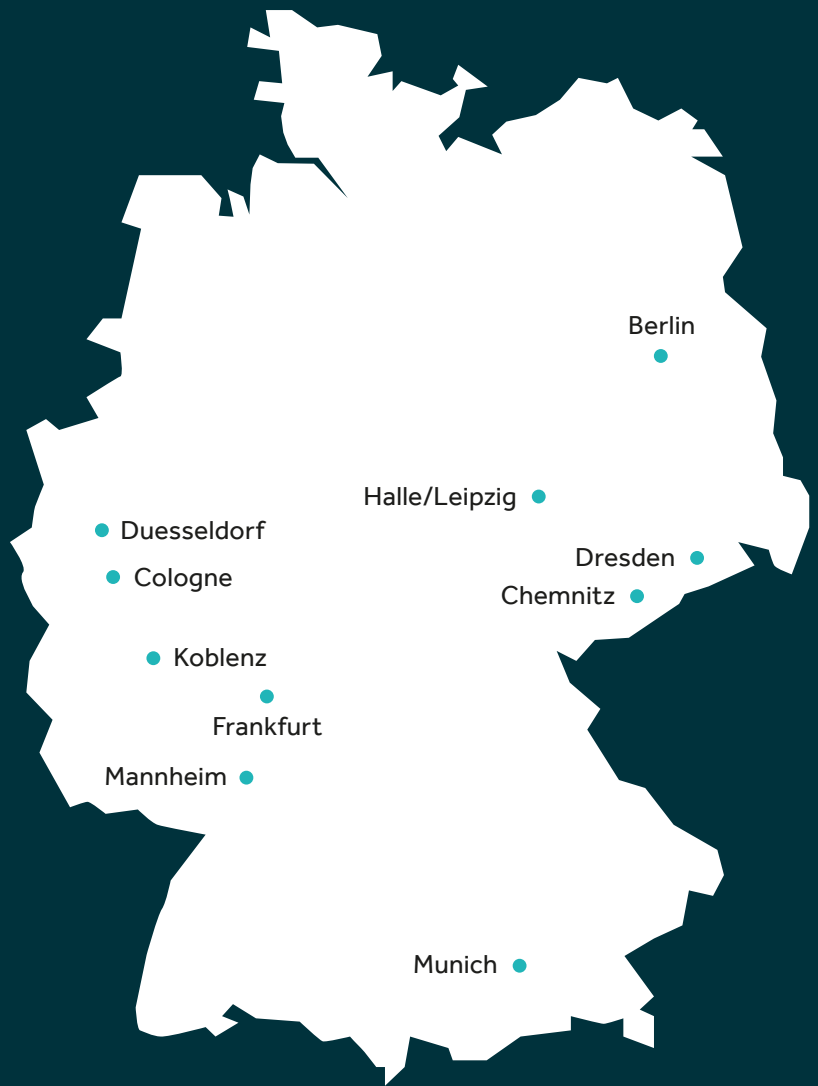 Berlin
Halle/Leipzig
Duesseldorf
Dresden
Cologne
Chemnitz
Koblenz
Frankfurt
Mannheim
Munich